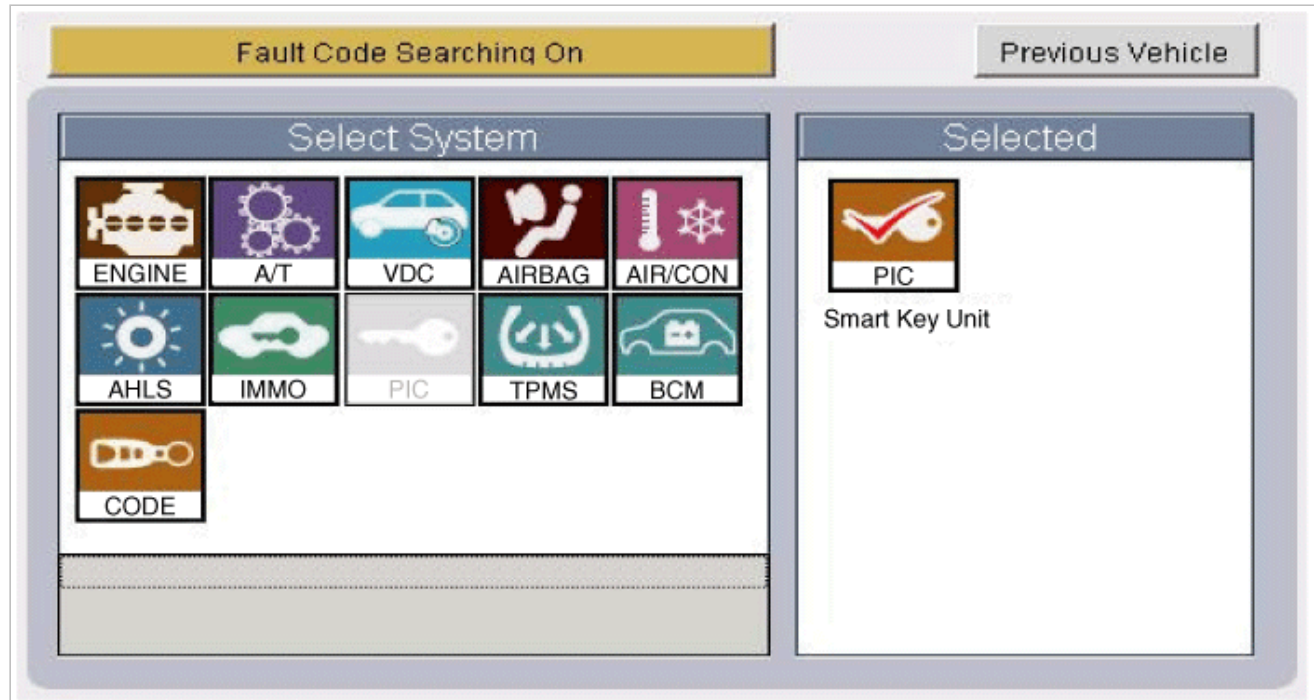 Fault Code Searching On
Previous Vehicle
Select System
Selected
ENGINE A/T VDC AIRBAG AIR/CON
AHLS IMMO PIC TPMS BCM
CODE
PIC
Smart Key Unit